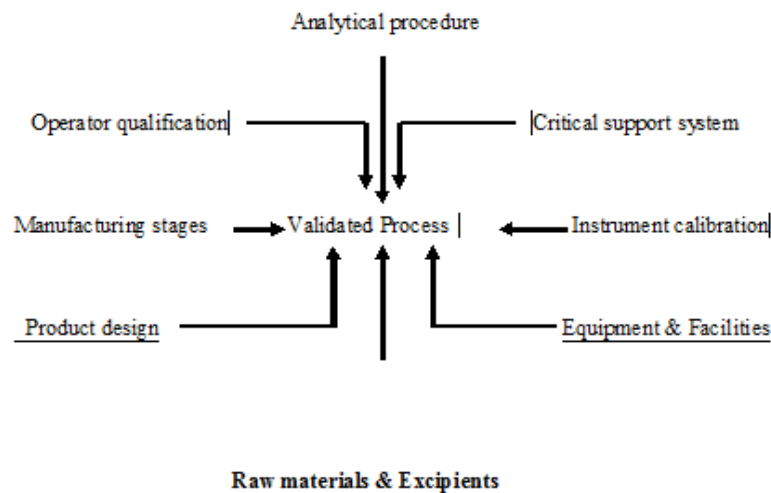 Analytical procedure
Operator qualification
Critical support system
Manufacturing stages
Validated Process
Instrument calibration
Product design
Equipment & Facilities
Raw materials & Excipients